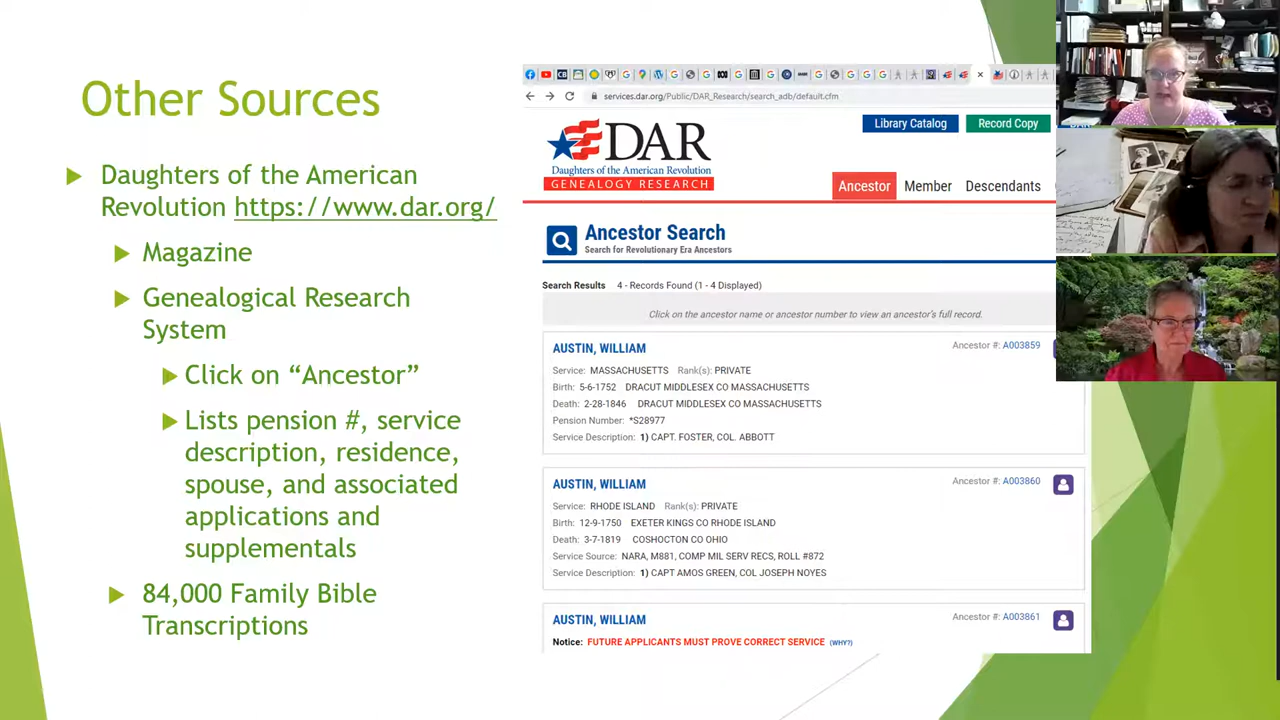 Other Sources
Daughters of the American
Revolution https://www.dar.org/
Magazine
Genealogical Research
System
Click on “Ancestor”
Lists pension #, service
description, residence,
spouse, and associated
applications and
supplementals
84,000 Family Bible
Transcriptions
services.dar.org/Public/DAR_Research/search_adb/default.cfm
Library Catalog
Record Copy
DAR
Daughters of the American Revolution
GENEALOGY RESEARCH
Ancestor Member Descendants
Ancestor Search
Search for Revolutionary Era Ancestors
Search Results 4 - Records Found (1 - 4 Displayed)
Click on the ancestor name or ancestor number to view an ancestor's full record.
AUSTIN, WILLIAM Ancestor #: A003859
Service: MASSACHUSETTS Rank(s): PRIVATE
Birth: 5-6-1752 DRACUT MIDDLESEX CO MASSACHUSETTS
Death: 2-28-1846 DRACUT MIDDLESEX CO MASSACHUSETTS
Pension Number: *S28977
Service Description: 1) CAPT. FOSTER, COL. ABBOTT
AUSTIN, WILLIAM Ancestor #: A003860
Service: RHODE ISLAND Rank(s): PRIVATE
Birth: 12-9-1750 EXETER KINGS CO RHODE ISLAND
Death: 3-7-1819 COSHOCTON CO OHIO
Service Source: NARA, M881, COMP MIL SERV RECS, ROLL #872
Service Description: 1) CAPT AMOS GREEN, COL JOSEPH NOYES
AUSTIN, WILLIAM Ancestor #: A003861
Notice: FUTURE APPLICANTS MUST PROVE CORRECT SERVICE (WHY?)